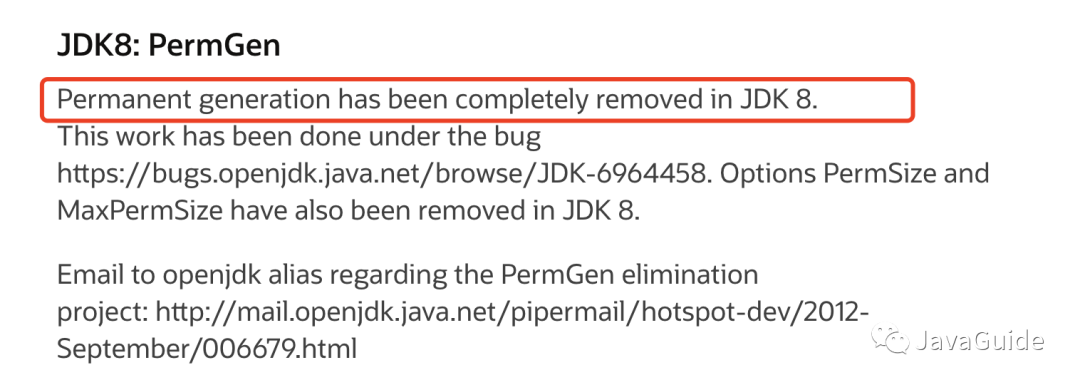 JDK8: PermGen
Permanent generation has been completely removed in JDK 8.
This work has been done under the bug
https://bugs.openjdk.java.net/browse/JDK-6964458. Options PermSize and
MaxPermSize have also been removed in JDK 8.
Email to openjdk alias regarding the PermGen elimination
project: http://mail.openjdk.java.net/pipermail/hotspot-dev/2012-
September/006679.html
JavaGuide